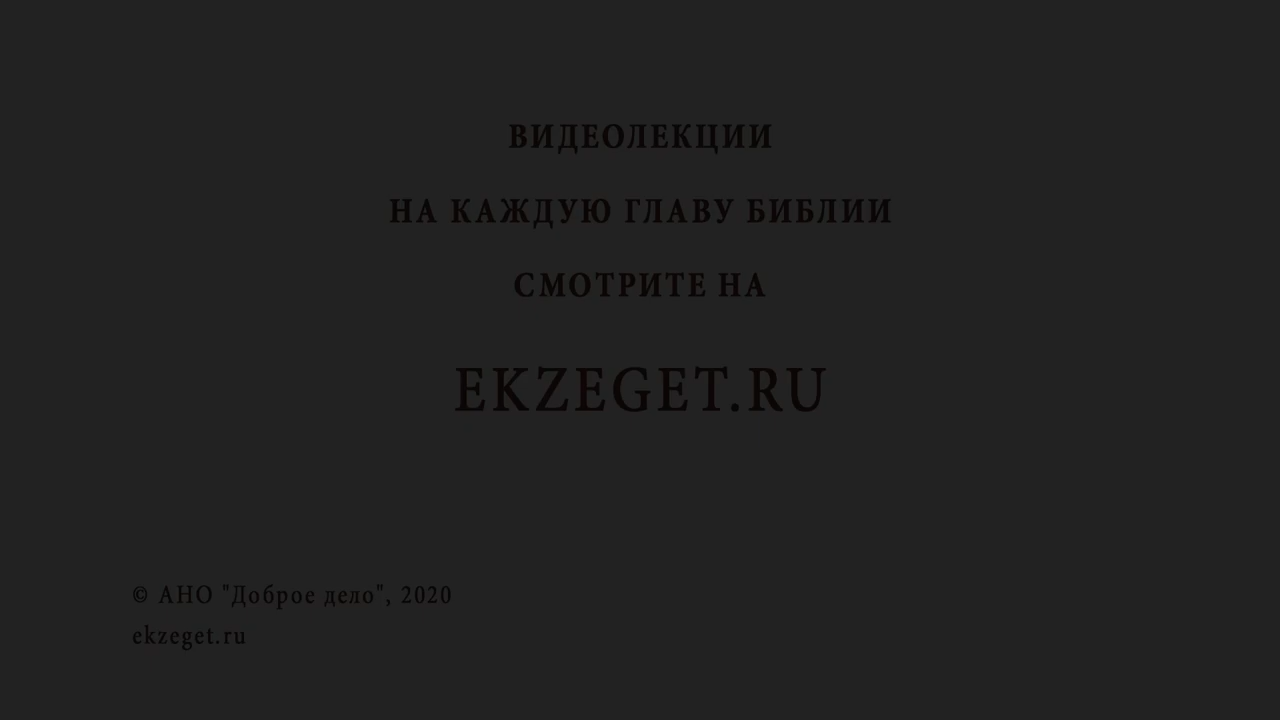 ВИДЕОЛЕКЦИИ
НА КАЖДУЮ ГЛАВУ БИБЛИИ
СМОТРИТЕ НА
EKZEGET.RU
© АНО "Доброе дело", 2020
ekzeget.ru